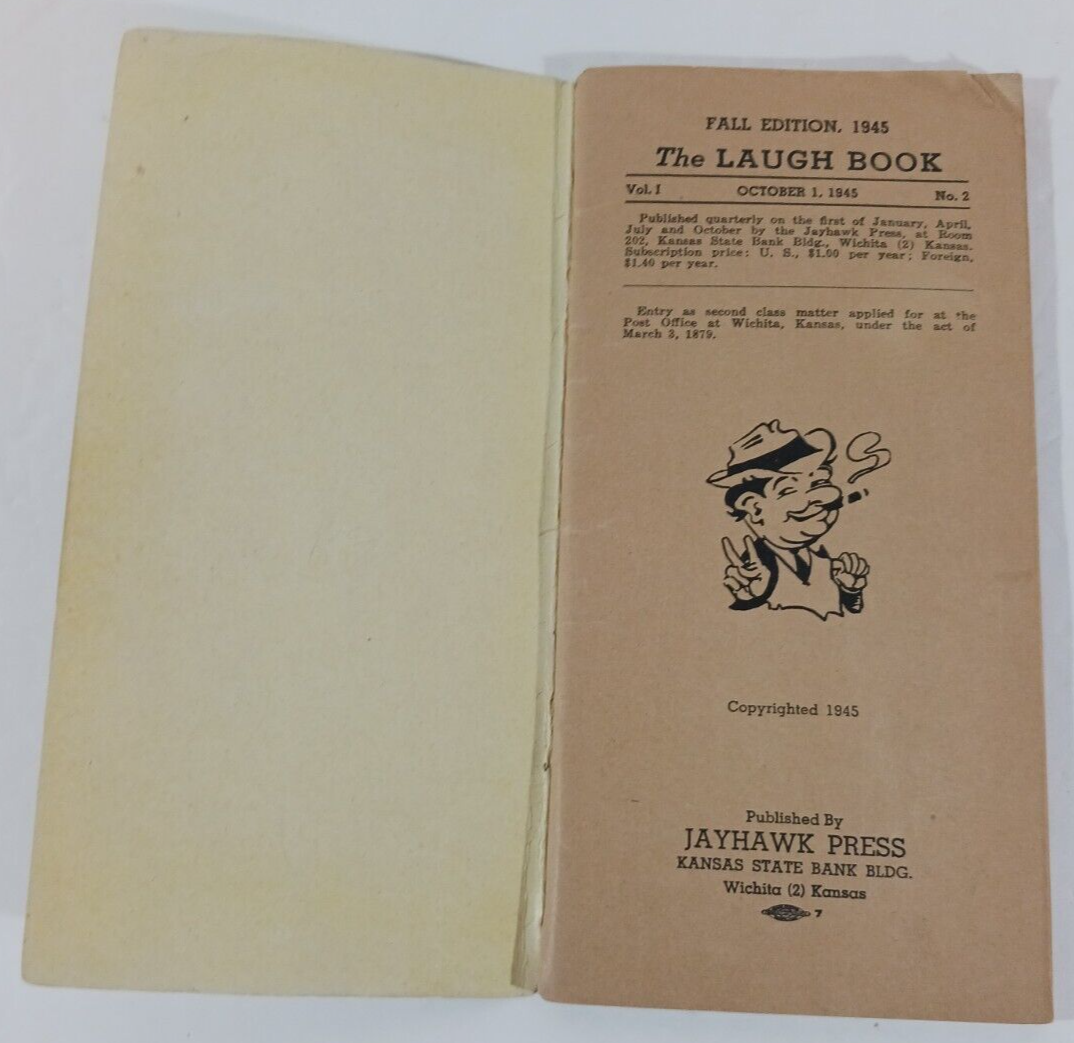 FALL EDITION, 1945
The LAUGH BOOK
Vol. I OCTOBER 1, 1945 No. 2
Published quarterly on the first of January, April,
July and October by the Jayhawk Press, at Room
202, Kansas State Bank Bldg., Wichita (2) Kansas.
Subscription price: U. S., $1.00 per year; Foreign,
$1.40 per year.
Entry as second class matter applied for at the
Post Office at Wichita, Kansas, under the act of
March 3, 1879.
Copyrighted 1945
Published By
JAYHAWK PRESS
KANSAS STATE BANK BLDG.
Wichita (2) Kansas
7